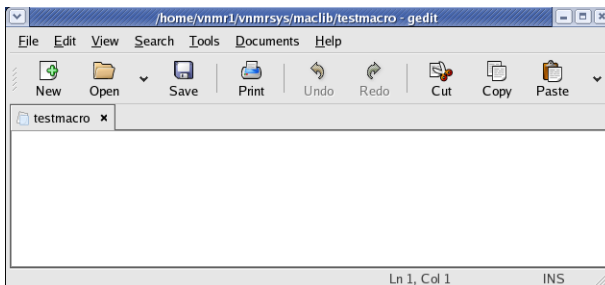 /home/vnmr1/vnmrsys/maclib/testmacro - gedit
File Edit View Search Tools Documents Help
New Open Save Print Undo Redo Cut Copy Paste
testmacro
Ln 1, Col 1 INS